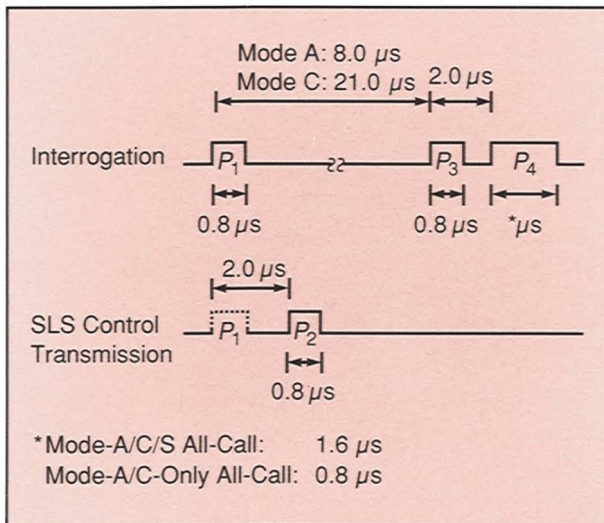 Mode A: 8.0 µs
Mode C: 21.0 µs
2.0 µs
Interrogation
P1
P3
P4
0.8 µs
0.8 µs
*µs
2.0 µs
SLS Control
Transmission
P1
P2
0.8 µs
*Mode-A/C/S All-Call: 1.6 µs
Mode-A/C-Only All-Call: 0.8 µs